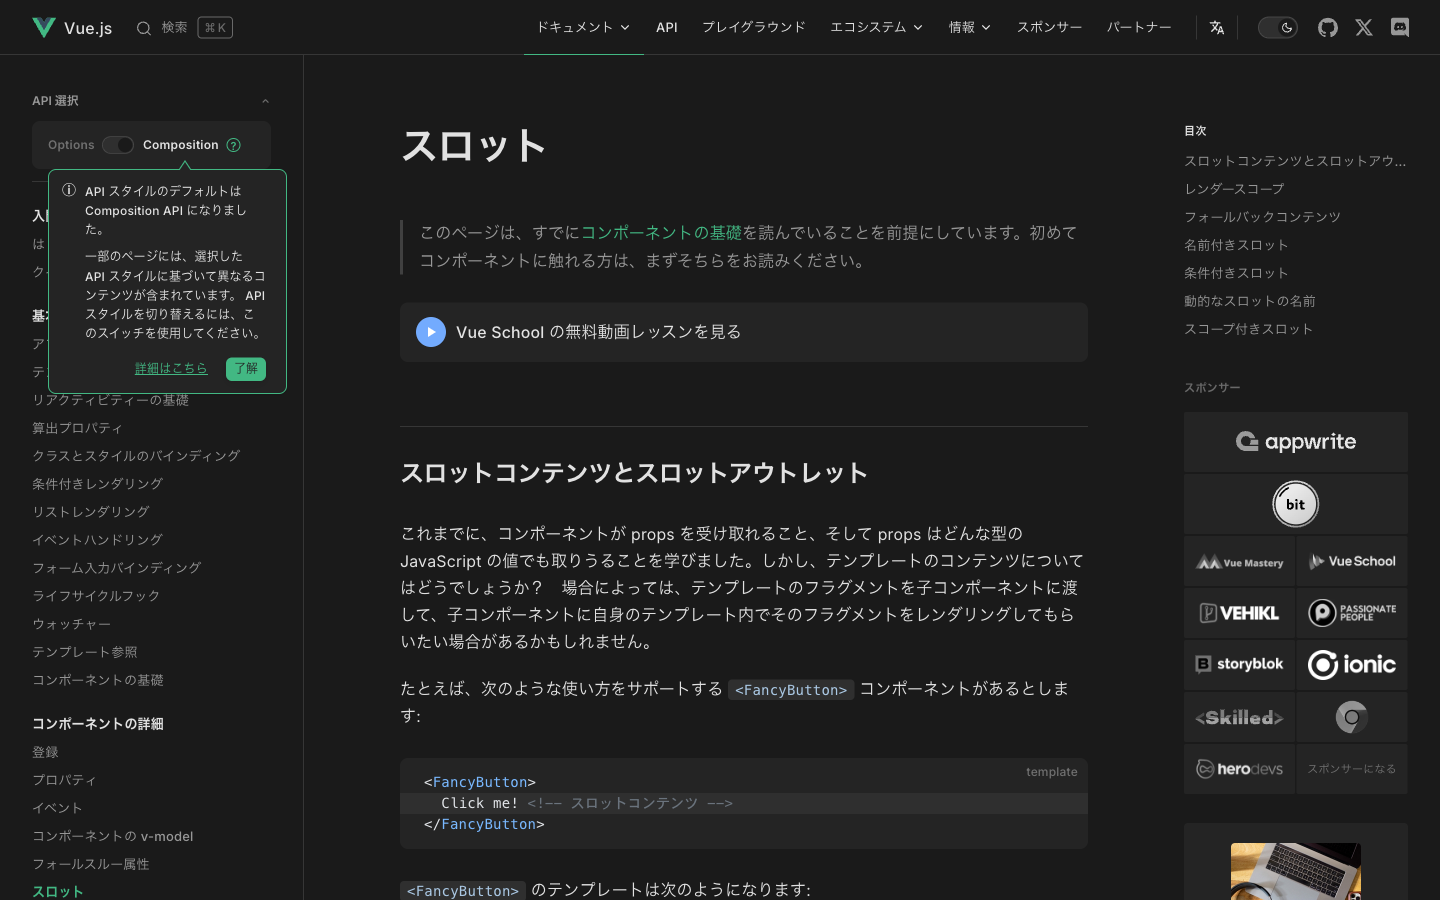 Vue.js
検索
⌘ K
ドキュメント
API
プレイグラウンド
エコシステム
情報
スポンサー
パートナー
API 選択
Options
Composition
?
API スタイルのデフォルトは
Composition API になりまし
た。
一部のページには、選択した
API スタイルに基づいて異なるコ
ンテンツが含まれています。 API
スタイルを切り替えるには、こ
のスイッチを使用してください。
詳細はこちら
了解
リアクティビティーの基礎
算出プロパティ
クラスとスタイルのバインディング
条件付きレンダリング
リストレンダリング
イベントハンドリング
フォーム入力バインディング
ライフサイクルフック
ウォッチャー
テンプレート参照
コンポーネントの基礎
コンポーネントの詳細
登録
プロパティ
イベント
コンポーネントの v-model
フォールスルー属性
スロット
スロット
このページは、すでにコンポーネントの基礎を読んでいることを前提にしています。初めて
コンポーネントに触れる方は、まずそちらをお読みください。
Vue School の無料動画レッスンを見る
スロットコンテンツとスロットアウトレット
これまでに、コンポーネントが props を受け取れること、そして props はどんな型の
JavaScript の値でも取りうることを学びました。しかし、テンプレートのコンテンツについて
はどうでしょうか？　場合によっては、テンプレートのフラグメントを子コンポーネントに渡
して、子コンポーネントに自身のテンプレート内でそのフラグメントをレンダリングしてもら
いたい場合があるかもしれません。
たとえば、次のような使い方をサポートする <FancyButton> コンポーネントがあるとしま
す:
template
<FancyButton>
  Click me! <!-- スロットコンテンツ -->
</FancyButton>
<FancyButton> のテンプレートは次のようになります:
目次
スロットコンテンツとスロットアウ...
レンダースコープ
フォールバックコンテンツ
名前付きスロット
条件付きスロット
動的なスロットの名前
スコープ付きスロット
スポンサー
appwrite
bit
Vue Mastery
Vue School
VEHIKL
PASSIONATE
PEOPLE
storyblok
ionic
<Skilled>
herodevs
スポンサーになる